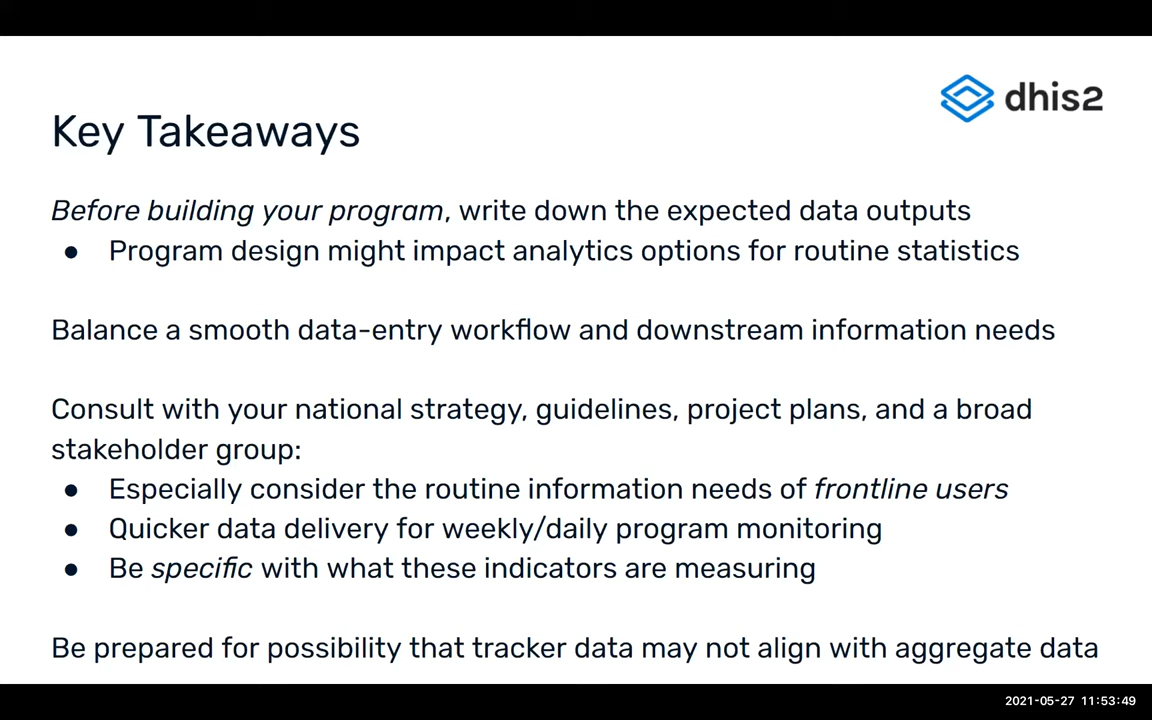 dhis2
Key Takeaways
Before building your program, write down the expected data outputs
● Program design might impact analytics options for routine statistics
Balance a smooth data-entry workflow and downstream information needs
Consult with your national strategy, guidelines, project plans, and a broad
stakeholder group:
● Especially consider the routine information needs of frontline users
● Quicker data delivery for weekly/daily program monitoring
● Be specific with what these indicators are measuring
Be prepared for possibility that tracker data may not align with aggregate data
2021-05-27 11:53:49